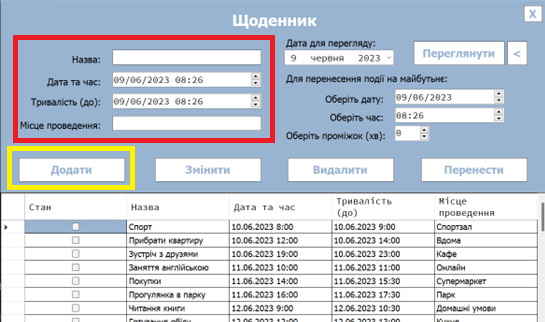 Щоденник
X
Назва:
Дата та час: 09/06/2023 08:26
Тривалість (до): 09/06/2023 08:26
Місце проведення:
Дата для перегляду:
9 червня 2023
Переглянути <
Для перенесення події на майбутнє:
Оберіть дату: 09/06/2023
Оберіть час: 08:26
Оберіть проміжок (хв): 0
Додати Змінити Видалити Перенести
Стан Назва Дата та час Тривалість (до) Місце проведення
Спорт 10.06.2023 8:00 10.06.2023 9:00 Спортзал
Прибрати квартиру 10.06.2023 12:00 10.06.2023 14:00 Вдома
Зустріч з друзями 10.06.2023 19:00 10.06.2023 23:00 Кафе
Заняття англійською 11.06.2023 10:00 11.06.2023 11:00 Онлайн
Покупки 11.06.2023 14:00 11.06.2023 15:30 Супермаркет
Прогулянка в парку 11.06.2023 16:00 11.06.2023 17:30 Парк
Читання книги 12.06.2023 9:00 12.06.2023 10:30 Домашні умови